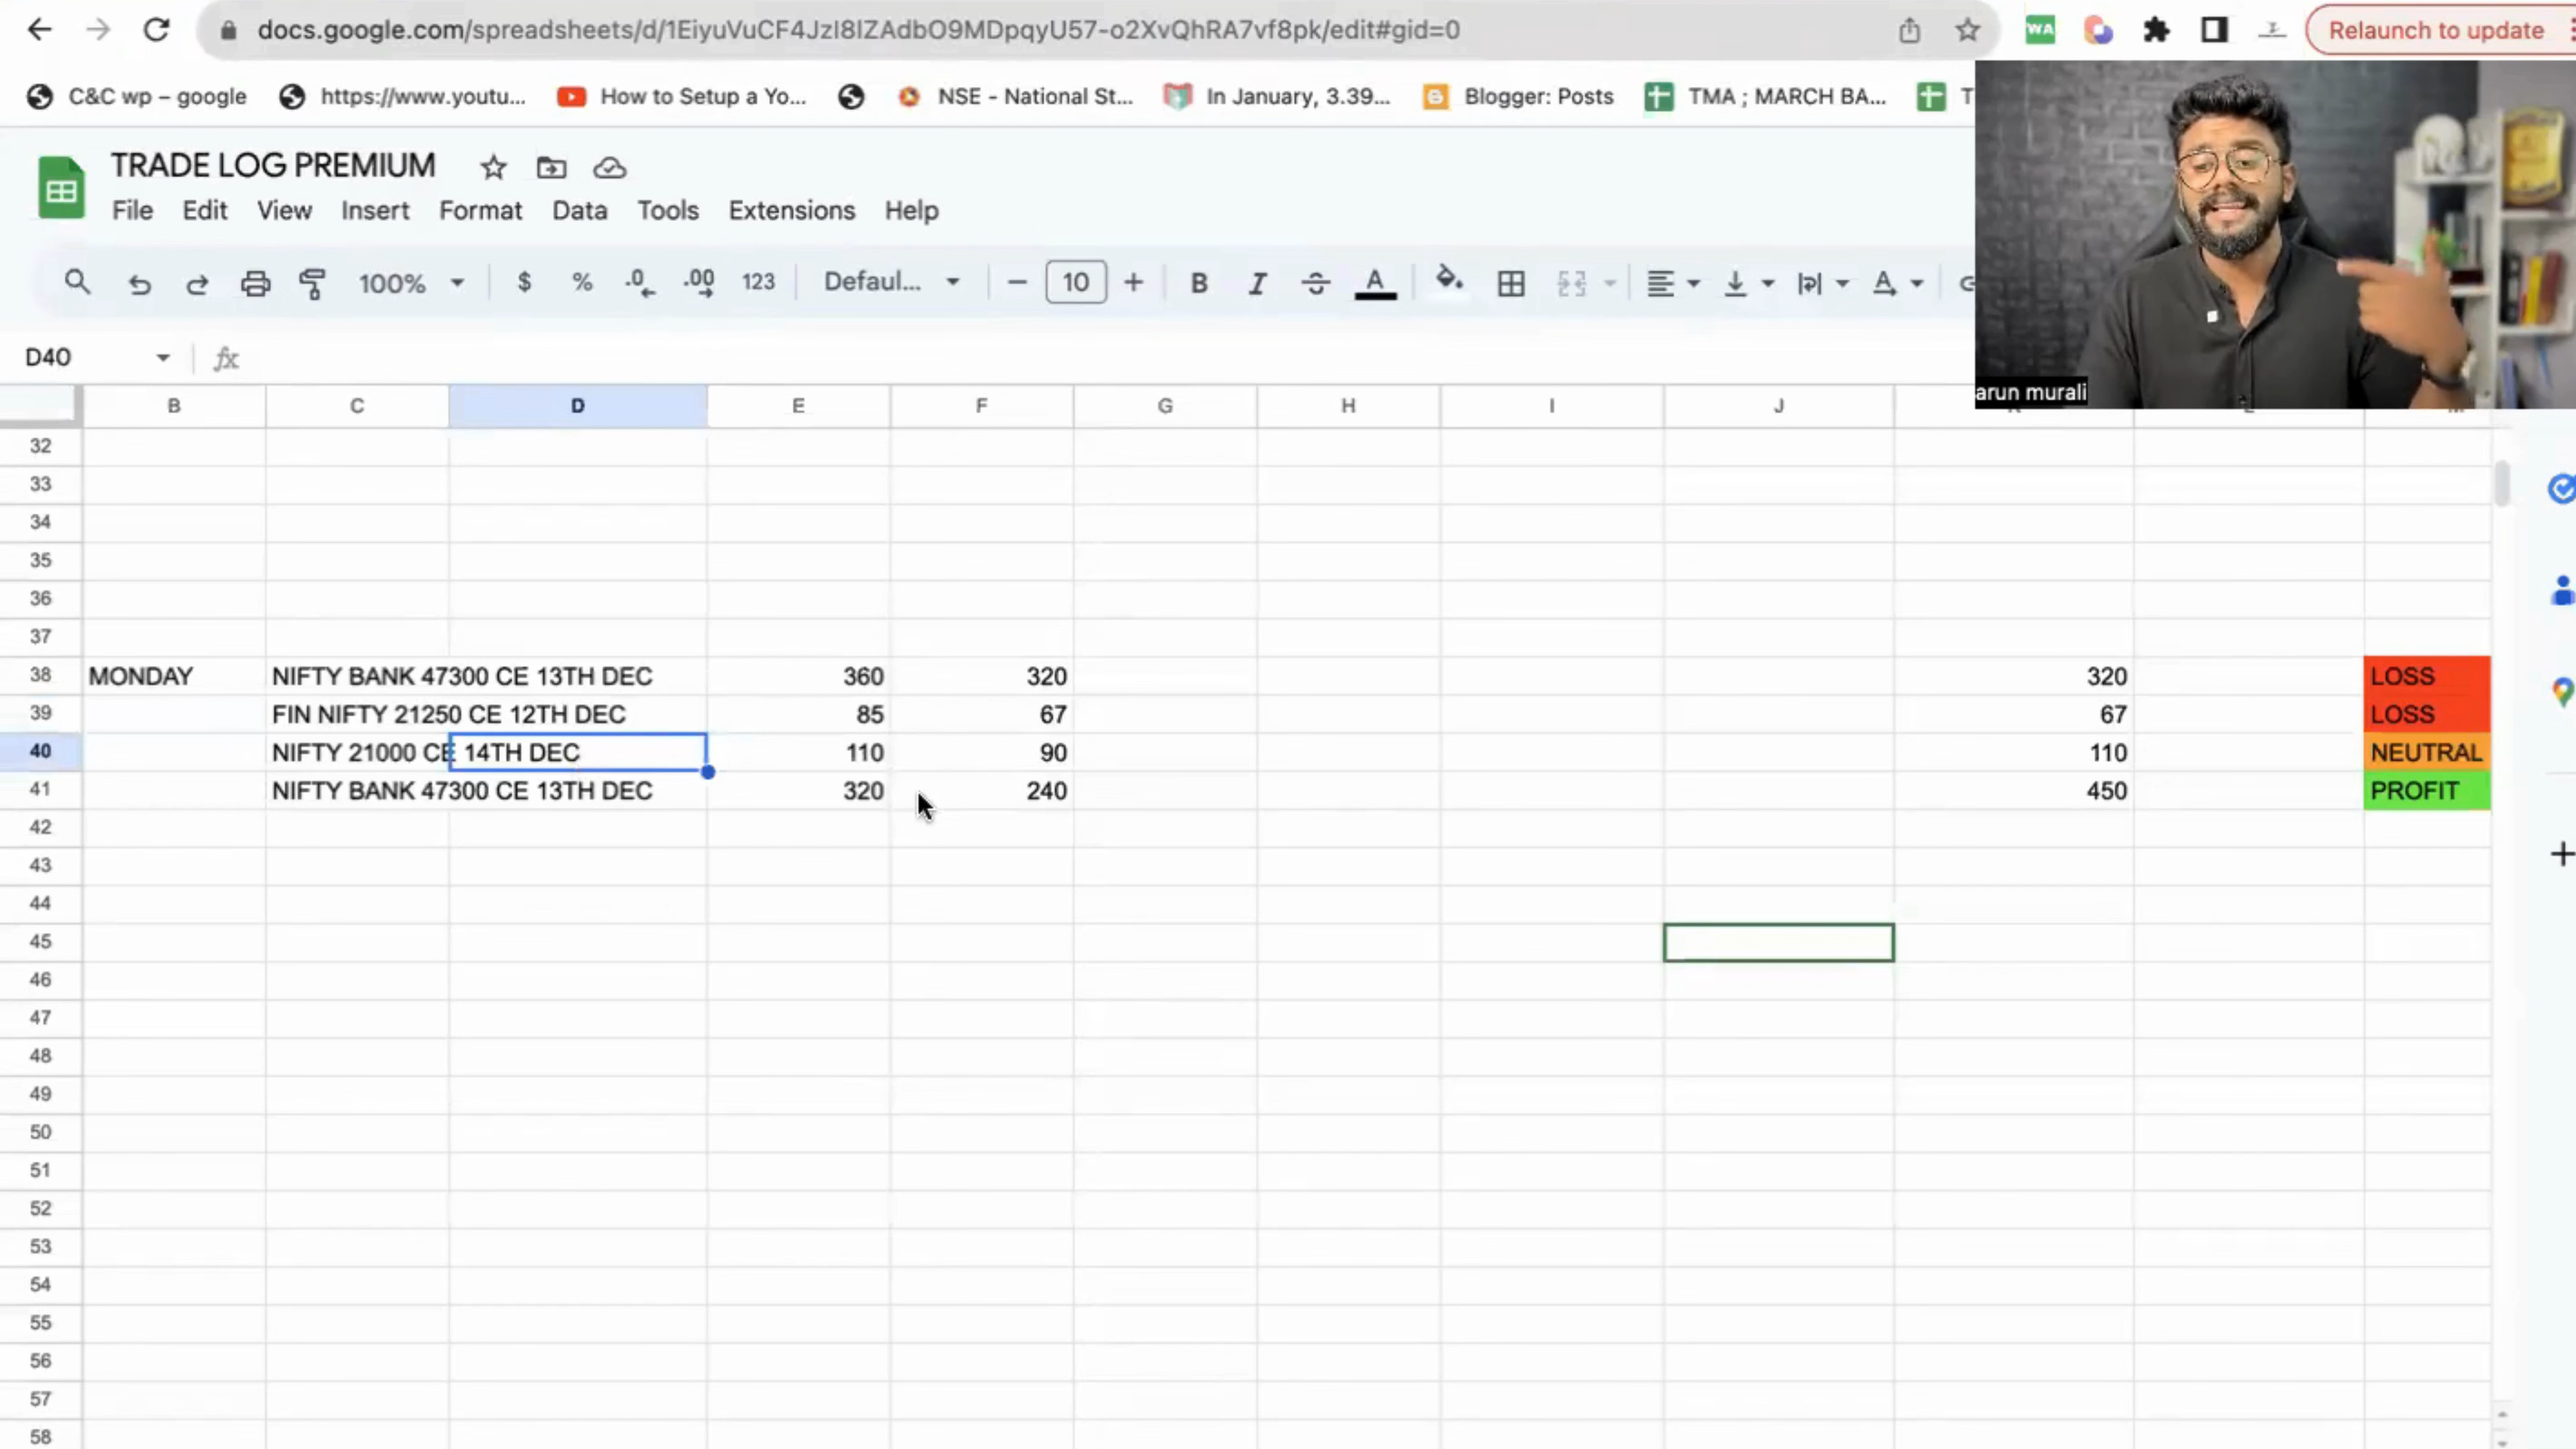 docs.google.com/spreadsheets/d/1EiyuVuCF4JzI8IZAdbO9MDpqyU57-o2XvQhRA7vf8pk/edit#gid=0
WA
Relaunch to update
C&C wp – google
https://www.youtu...
How to Setup a Yo...
NSE - National St...
In January, 3.39...
Blogger: Posts
TMA ; MARCH BA...
T
TRADE LOG PREMIUM
File Edit View Insert Format Data Tools Extensions Help
100% $ % .0 .00 123 Defaul... − 10 + B I A
arun murali
D40 fx
B C D E F G H I J
32
33
34
35
36
37
38 MONDAY NIFTY BANK 47300 CE 13TH DEC 360 320 320 LOSS
39 FIN NIFTY 21250 CE 12TH DEC 85 67 67 LOSS
40 NIFTY 21000 CE 14TH DEC 110 90 110 NEUTRAL
41 NIFTY BANK 47300 CE 13TH DEC 320 240 450 PROFIT
42
43
44
45
46
47
48
49
50
51
52
53
54
55
56
57
58